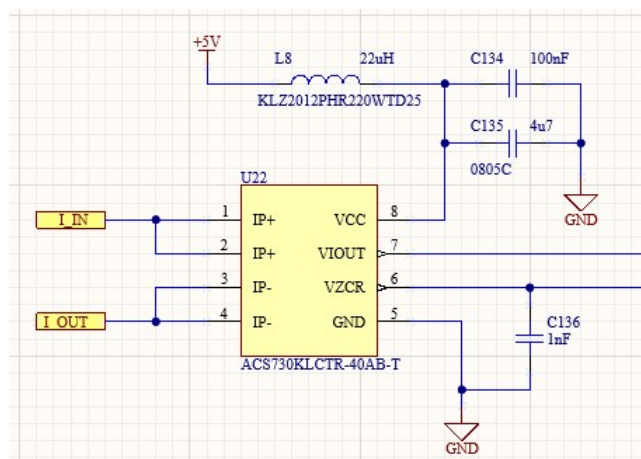 +5V
L8 22uH
KLZ2012PHR220WTD25
C134 100nF
C135 4u7
0805C
GND
U22
I_IN
1 IP+ VCC 8
2 IP+ VIOUT 7
I_OUT
3 IP- VZCR 6
4 IP- GND 5
ACS730KLCTR-40AB-T
C136
1nF
GND